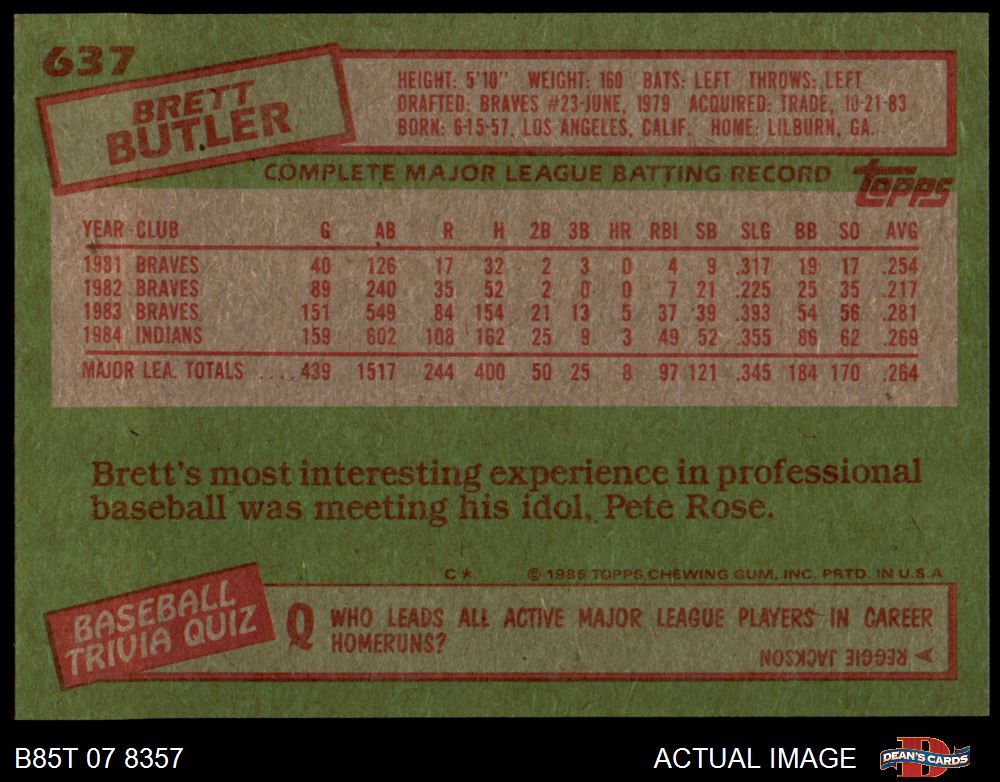 637
BRETT
BUTLER
HEIGHT: 5'10" WEIGHT: 160 BATS: LEFT THROWS: LEFT
DRAFTED: BRAVES #23-JUNE, 1979 ACQUIRED: TRADE, 10-21-83
BORN: 6-15-57, LOS ANGELES, CALIF. HOME: LILBURN, GA.
COMPLETE MAJOR LEAGUE BATTING RECORD
topps
YEAR CLUB G AB R H 2B 3B HR RBI SB SLG BB SO AVG
1981 BRAVES 40 126 17 32 2 3 0 4 9 .317 19 17 .254
1982 BRAVES 89 240 35 52 2 0 0 7 21 .225 25 35 .217
1983 BRAVES 151 549 84 154 21 13 5 37 39 .393 54 56 .281
1984 INDIANS 159 602 108 162 25 9 3 49 52 .355 86 62 .269
MAJOR LEA. TOTALS ....439 1517 244 400 50 25 8 97 121 .345 184 170 .264
Brett's most interesting experience in professional
baseball was meeting his idol, Pete Rose.
C* © 1985 TOPPS CHEWING GUM, INC. PRTD. IN U.S.A
BASEBALL
TRIVIA QUIZ
Q WHO LEADS ALL ACTIVE MAJOR LEAGUE PLAYERS IN CAREER
HOMERUNS?
A REGGIE JACKSON
B85T 07 8357
ACTUAL IMAGE
D
DEAN'S CARDS